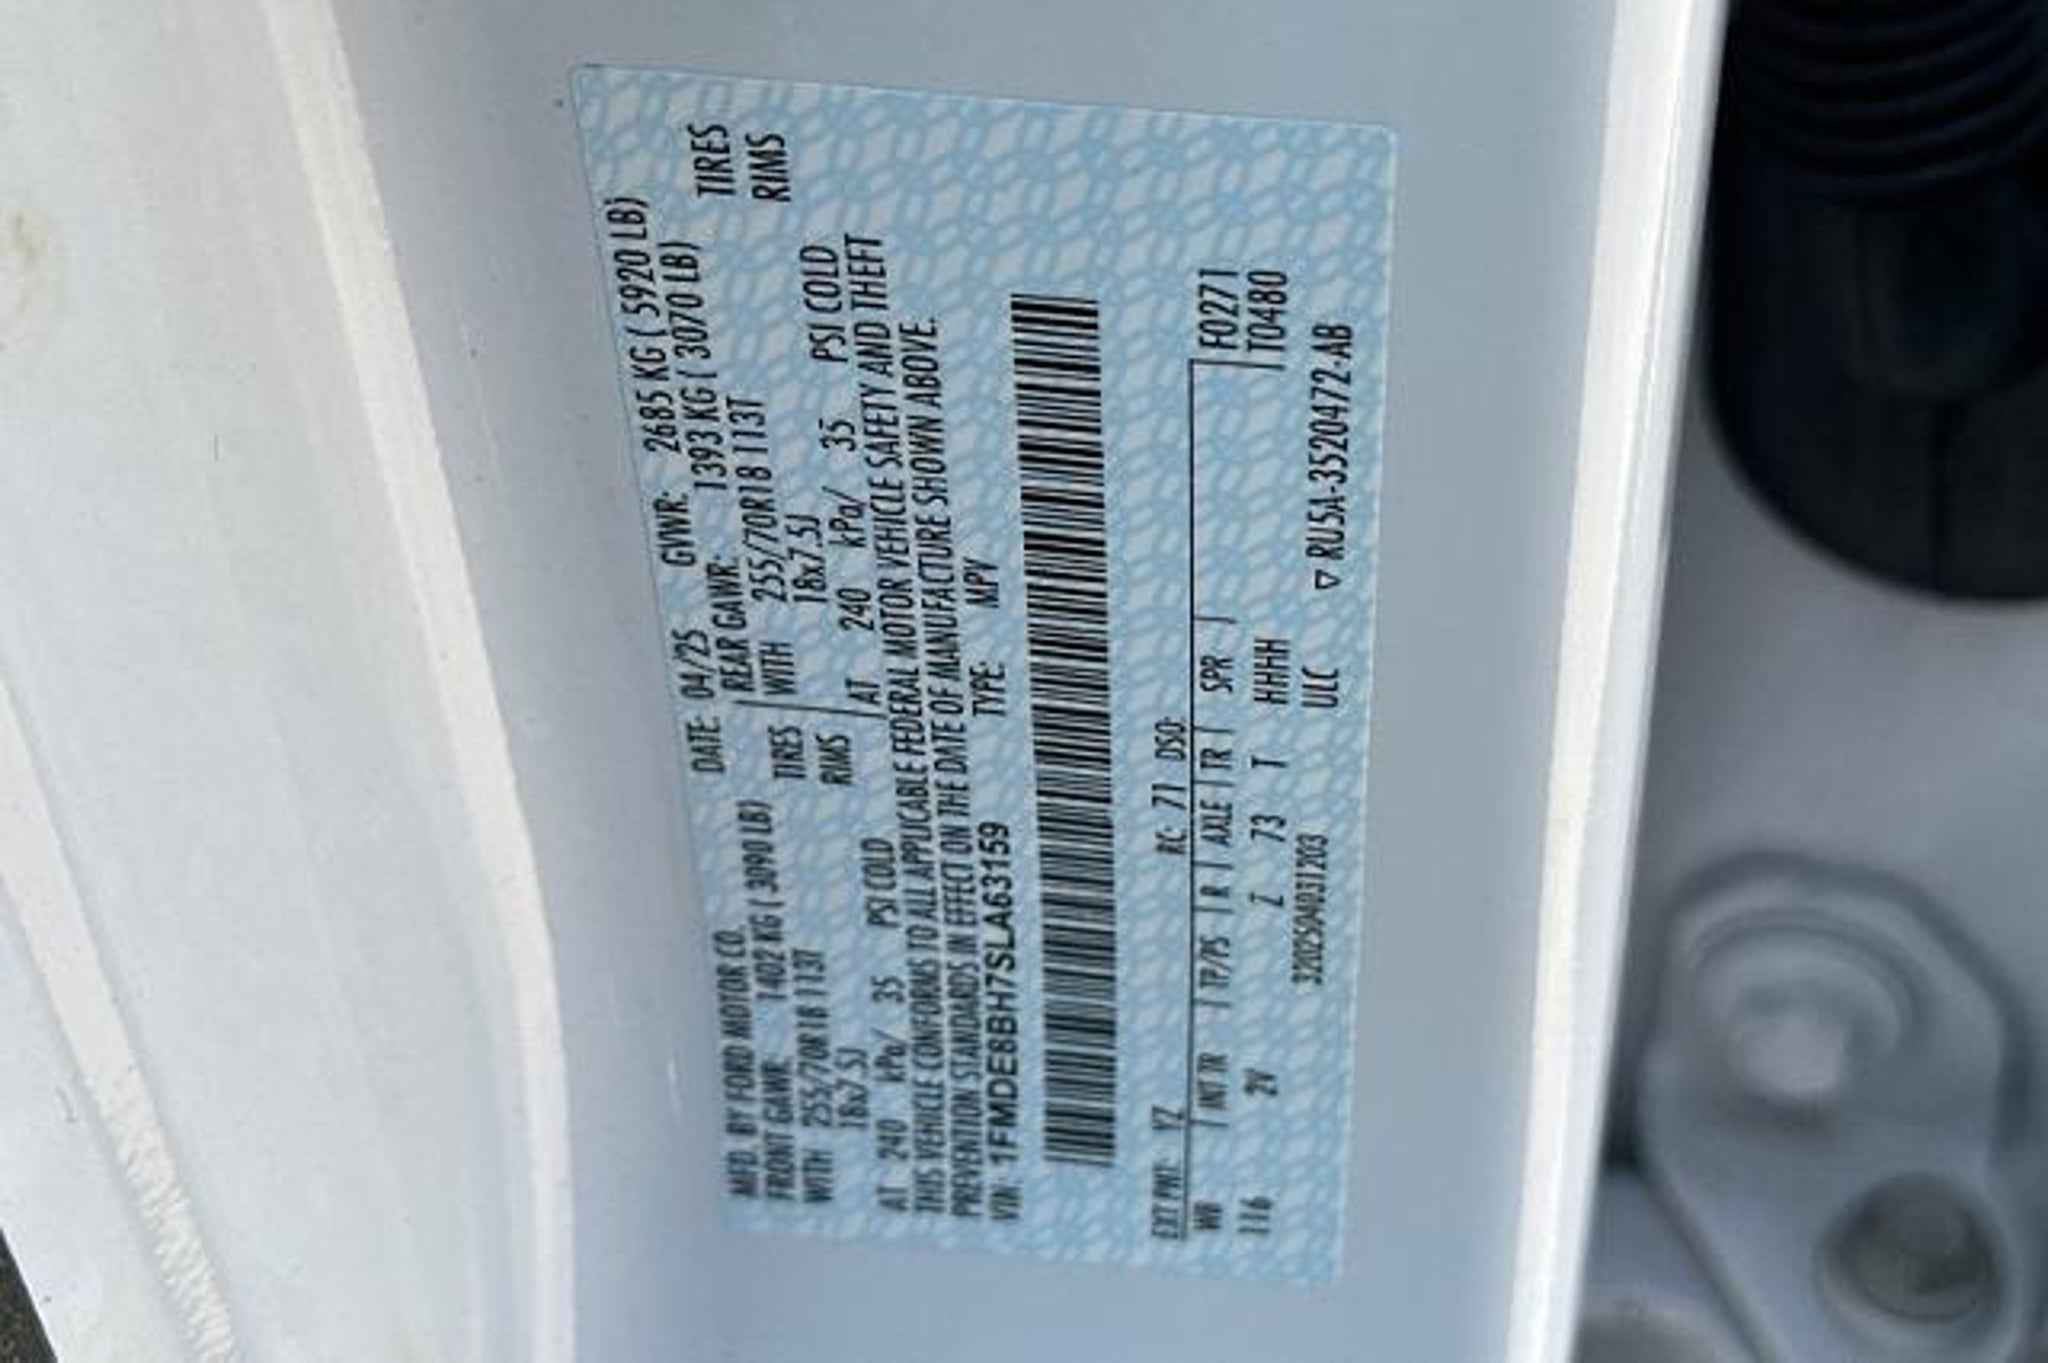 MFD. BY FORD MOTOR CO.
DATE: 04/25 GVWR: 2685 KG ( 5920 LB)
FRONT GAWR: 1402 KG ( 3090 LB)
REAR GAWR: 1393 KG ( 3070 LB)
WITH 255/70R18 113T TIRES
WITH 255/70R18 113T TIRES
18x7.5J RIMS
18x7.5J RIMS
AT 240 kPa/ 35 PSI COLD
AT 240 kPa/ 35 PSI COLD
THIS VEHICLE CONFORMS TO ALL APPLICABLE FEDERAL MOTOR VEHICLE SAFETY AND THEFT
PREVENTION STANDARDS IN EFFECT ON THE DATE OF MANUFACTURE SHOWN ABOVE.
VIN: 1FMDE8BH7SLA63159 TYPE: MPV
EXT PNT: YZ RC: 71 DSO:
WB INT TR TP/PS R AXLE TR SPR F0271
116 2V Z 73 T HHHH T0480
ULC
3202504031203
▽ RU5A-3520472-AB